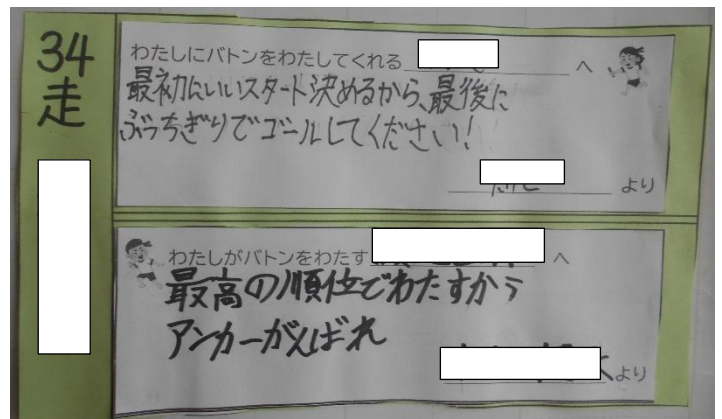 34
走
わたしにバトンをわたしてくれる へ
最初にいいスタート決めるから、最後に
ぶっちぎりでゴールしてください!
より
わたしがバトンをわたす へ
最高の順位でわたすから
アンカーがんばれ
より